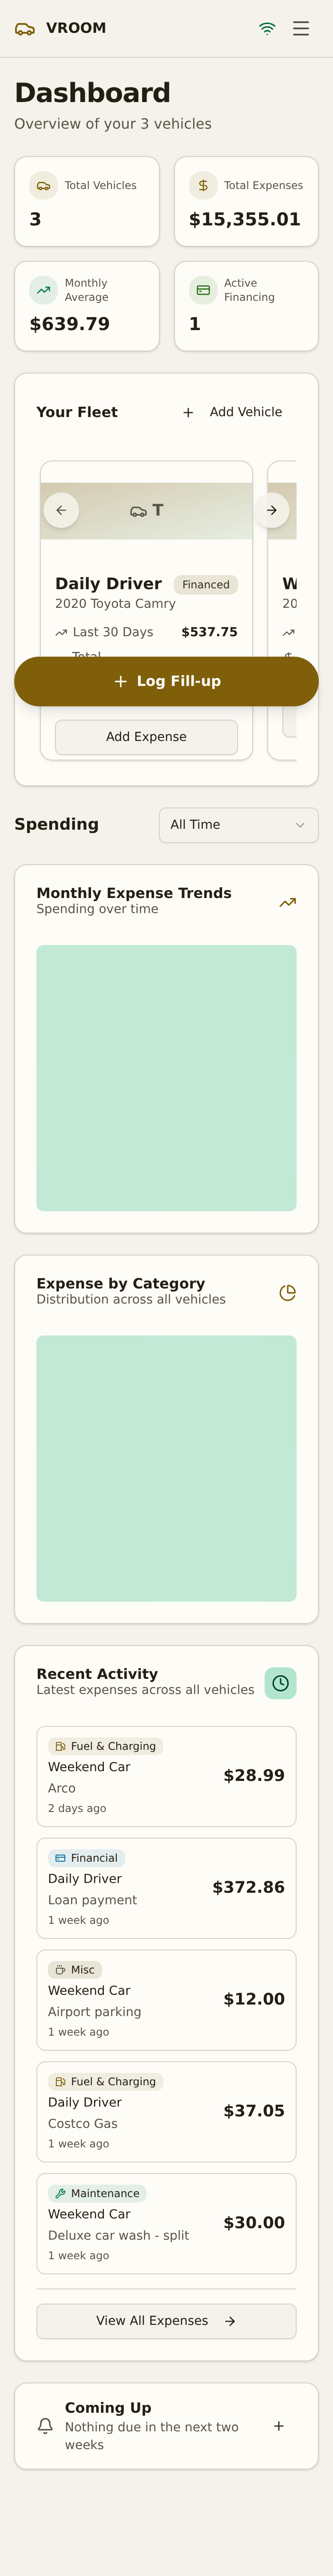 VROOM
Dashboard
Overview of your 3 vehicles
Total Vehicles
3
Total Expenses
$15,355.01
Monthly
Average
$639.79
Active
Financing
1
Your Fleet
Add Vehicle
T
Daily Driver
Financed
2020 Toyota Camry
Last 30 Days
$537.75
Total
Add Expense
W
20
Log Fill-up
Spending
All Time
Monthly Expense Trends
Spending over time
Expense by Category
Distribution across all vehicles
Recent Activity
Latest expenses across all vehicles
Fuel & Charging
Weekend Car
Arco
2 days ago
$28.99
Financial
Daily Driver
Loan payment
1 week ago
$372.86
Misc
Weekend Car
Airport parking
1 week ago
$12.00
Fuel & Charging
Daily Driver
Costco Gas
1 week ago
$37.05
Maintenance
Weekend Car
Deluxe car wash - split
1 week ago
$30.00
View All Expenses
Coming Up
Nothing due in the next two
weeks